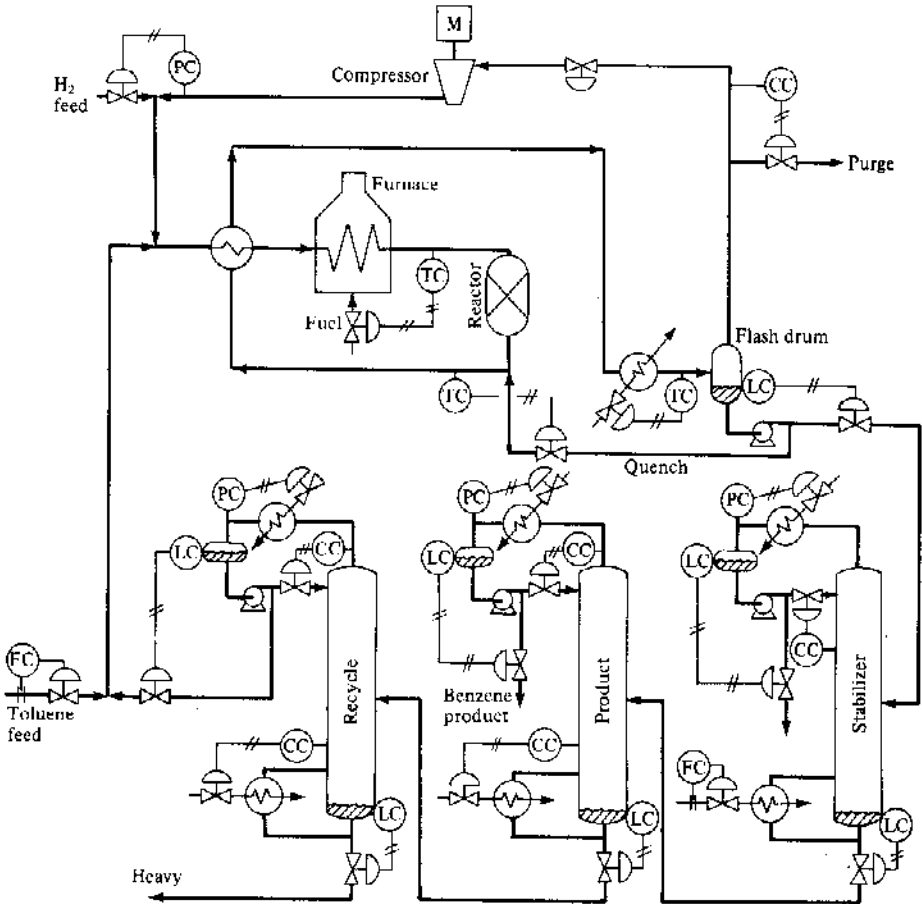 M
PC
Compressor
H2
feed
CC
Purge
Furnace
TC
Reactor
Fuel
Flash drum
TC
TC
LC
Quench
PC
PC
PC
LC
CC
LC
CC
LC
CC
FC
Toluene
feed
Recycle
Benzene
product
Product
Stabilizer
CC
CC
FC
LC
LC
LC
Heavy